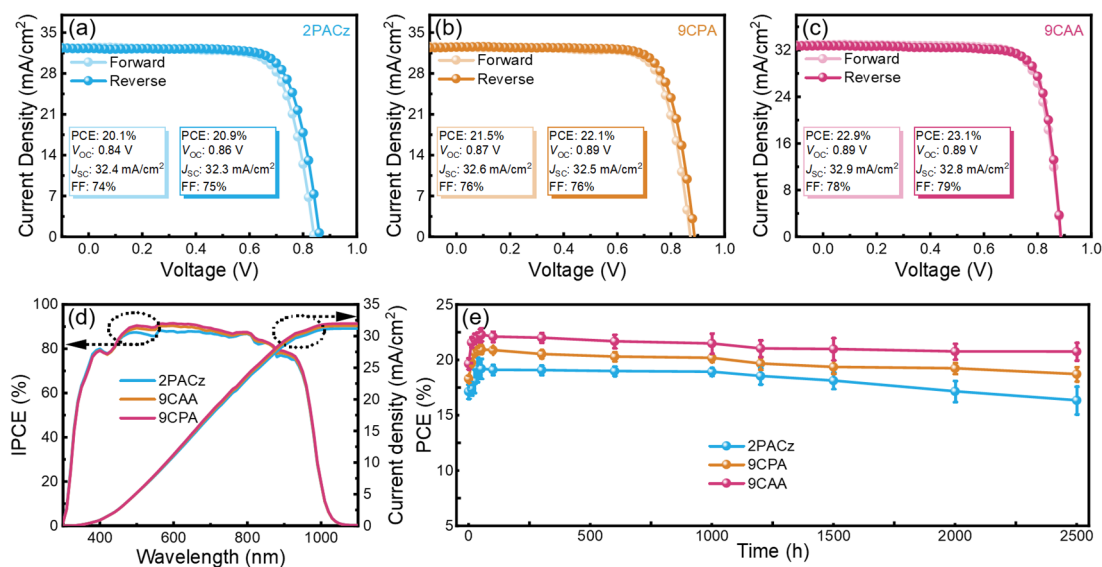 (a)
2PACz
Forward
Reverse
PCE: 20.1%
VOC: 0.84 V
JSC: 32.4 mA/cm2
FF: 74%
PCE: 20.9%
VOC: 0.86 V
JSC: 32.3 mA/cm2
FF: 75%
35
28
21
14
7
0
Current Density (mA/cm2)
0.0 0.2 0.4 0.6 0.8 1.0
Voltage (V)
(b)
9CPA
Forward
Reverse
PCE: 21.5%
VOC: 0.87 V
JSC: 32.6 mA/cm2
FF: 76%
PCE: 22.1%
VOC: 0.89 V
JSC: 32.5 mA/cm2
FF: 76%
35
28
21
14
7
0
Current Density (mA/cm2)
0.0 0.2 0.4 0.6 0.8 1.0
Voltage (V)
(c)
9CAA
Forward
Reverse
PCE: 22.9%
VOC: 0.89 V
JSC: 32.9 mA/cm2
FF: 78%
PCE: 23.1%
VOC: 0.89 V
JSC: 32.8 mA/cm2
FF: 79%
32
24
16
8
0
Current Density (mA/cm2)
0.0 0.2 0.4 0.6 0.8 1.0
Voltage (V)
(d)
100
80
60
40
20
0
IPCE (%)
2PACz
9CAA
9CPA
35
30
25
20
15
10
5
0
Current density (mA/cm2)
400 600 800 1000
Wavelength (nm)
(e)
25
20
15
10
5
PCE (%)
2PACz
9CPA
9CAA
0 500 1000 1500 2000 2500
Time (h)